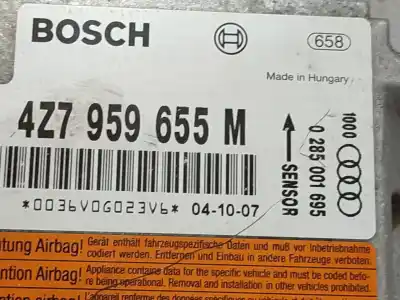 BOSCH
658
Made in Hungary
4Z7 959 655 M
1000
0 285 001 695
SENSOR
*0036V0G023V6* 04-10-07
tung Airbag! Gerät enthält fahrzeugspezifische Daten und muß vor Inbetriebnahme
codiert werden. Entfernen und Einbau in andere Fahrzeuge verboten.
ntion Airbag! Appliance contains data for the specific vehicle and must be coded befo-
re being operational. Removal and installation in other vehicles prohibited.